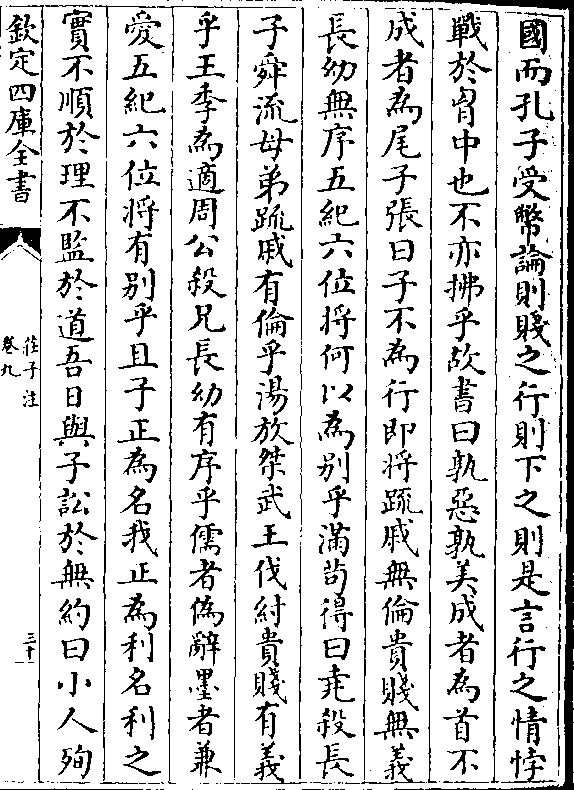 國而孔子受幣論則賤之行則下之則是言行之情悖
戰於胷中也不亦拂乎故書曰孰惡孰美成者為首不
成者為尾子張曰子不為行即將疏戚無倫貴賤無義
長幼無序五紀六位将何以為别乎滿茍得曰堯殺長
子舜流母弟疏戚有倫乎湯放桀武王伐紂貴賤有義
乎王季為適周公殺兄長幼有序乎儒者偽辭墨者兼
愛五紀六位将有别乎且子正為名我正為利名利之
實不順於理不監於道吾日與子訟於無約曰小人殉
欽定四庫全書
莊子注
卷九
三十一